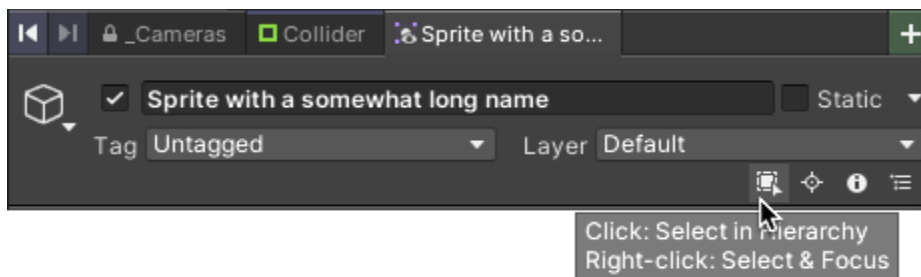 _Cameras Collider Sprite with a so...
Sprite with a somewhat long name Static
Tag Untagged Layer Default
Click: Select in Hierarchy
Right-click: Select & Focus